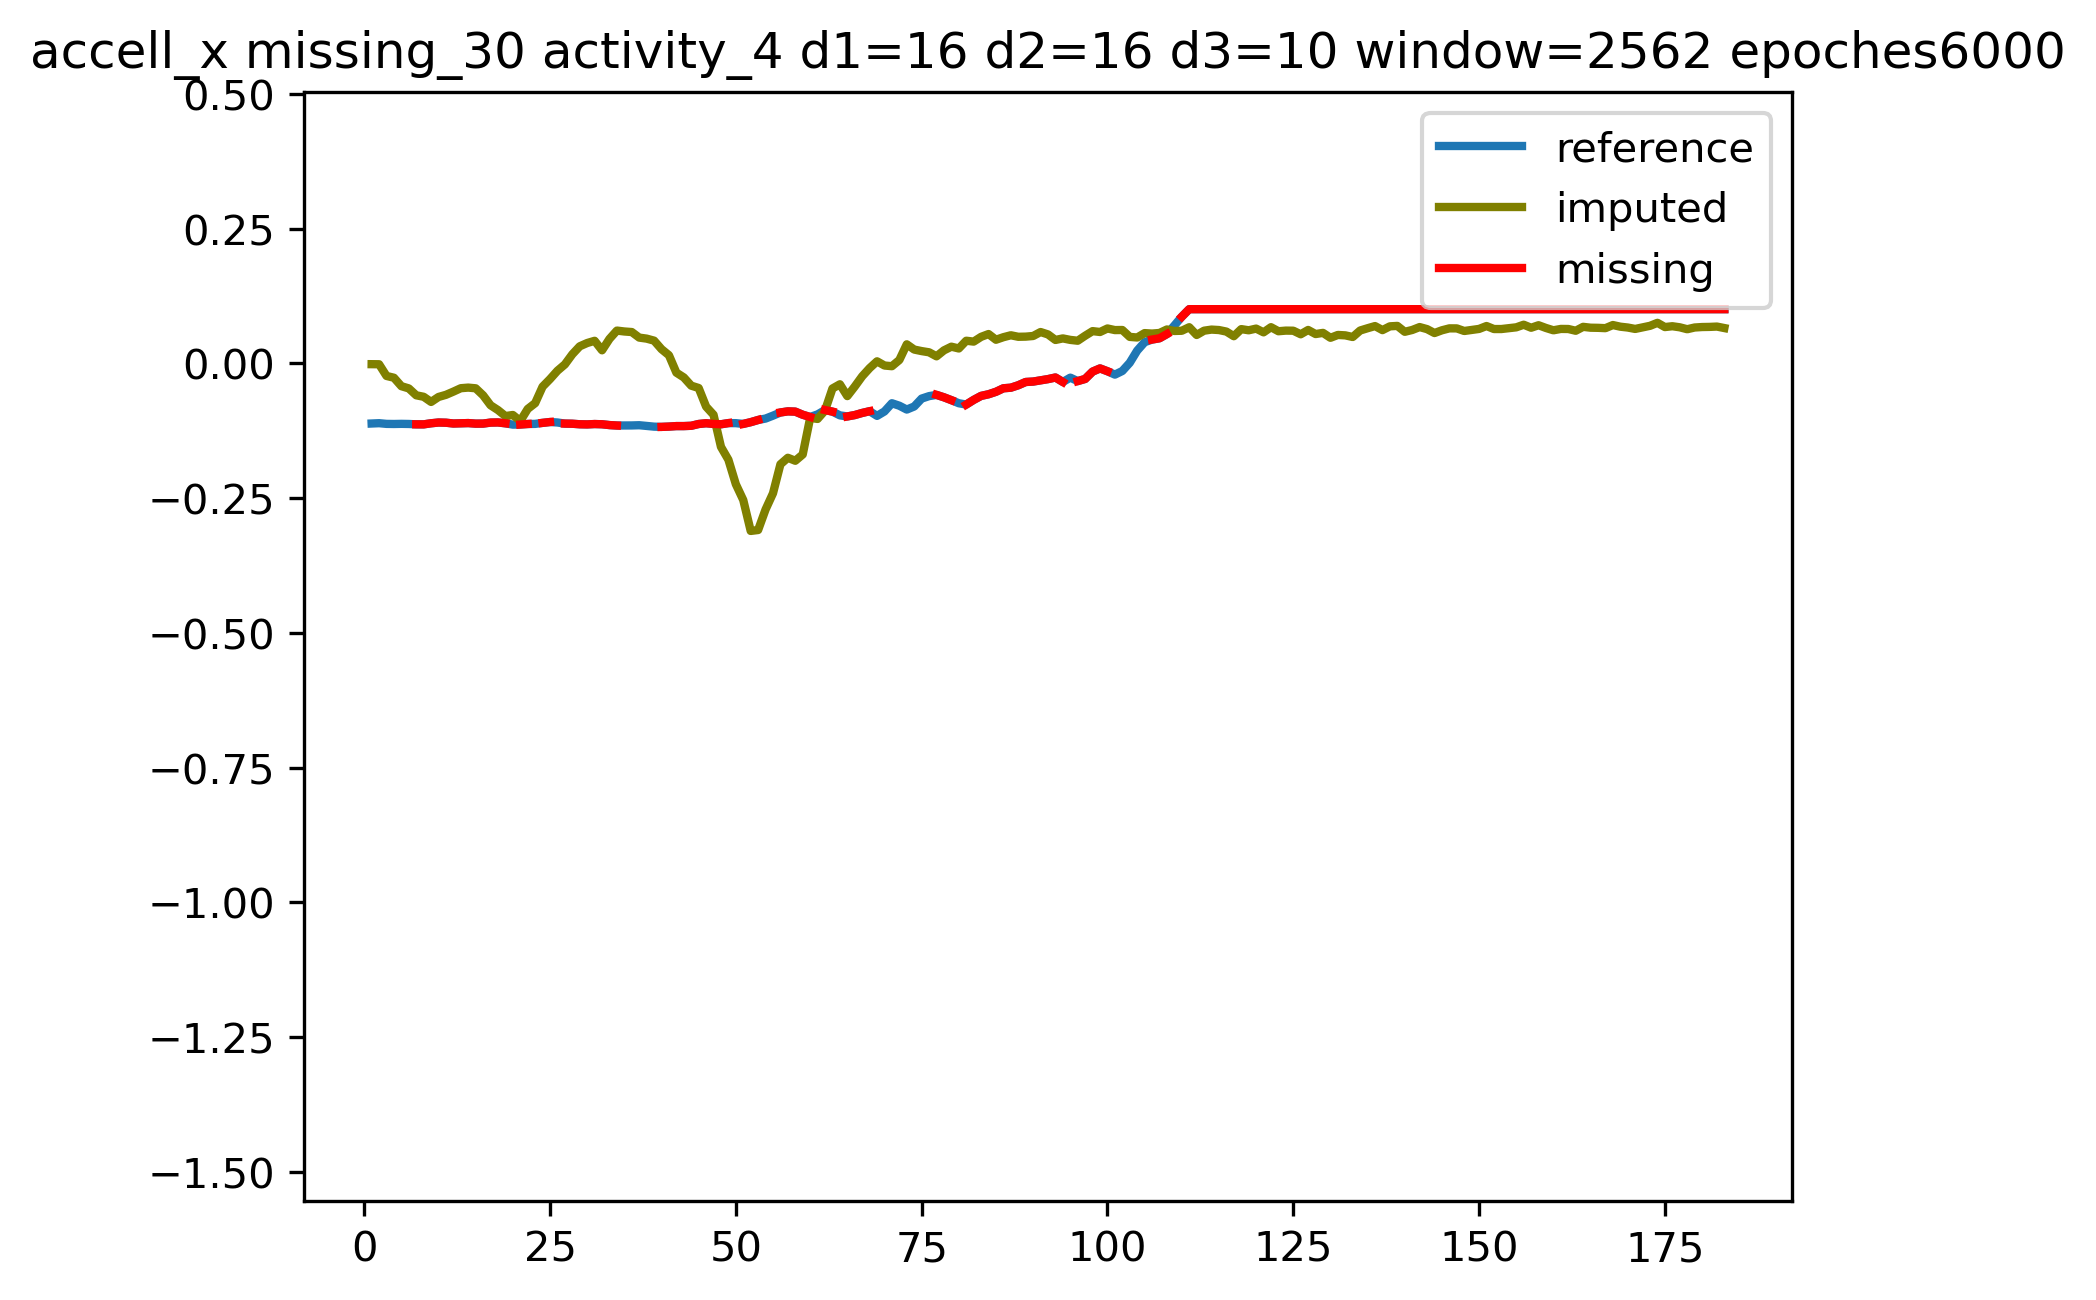 accell_x missing_30 activity_4 d1=16 d2=16 d3=10 window=2562 epoches6000
0.50
0.25
0.00
−0.25
−0.50
−0.75
−1.00
−1.25
−1.50
reference
imputed
missing
0 25 50 75 100 125 150 175